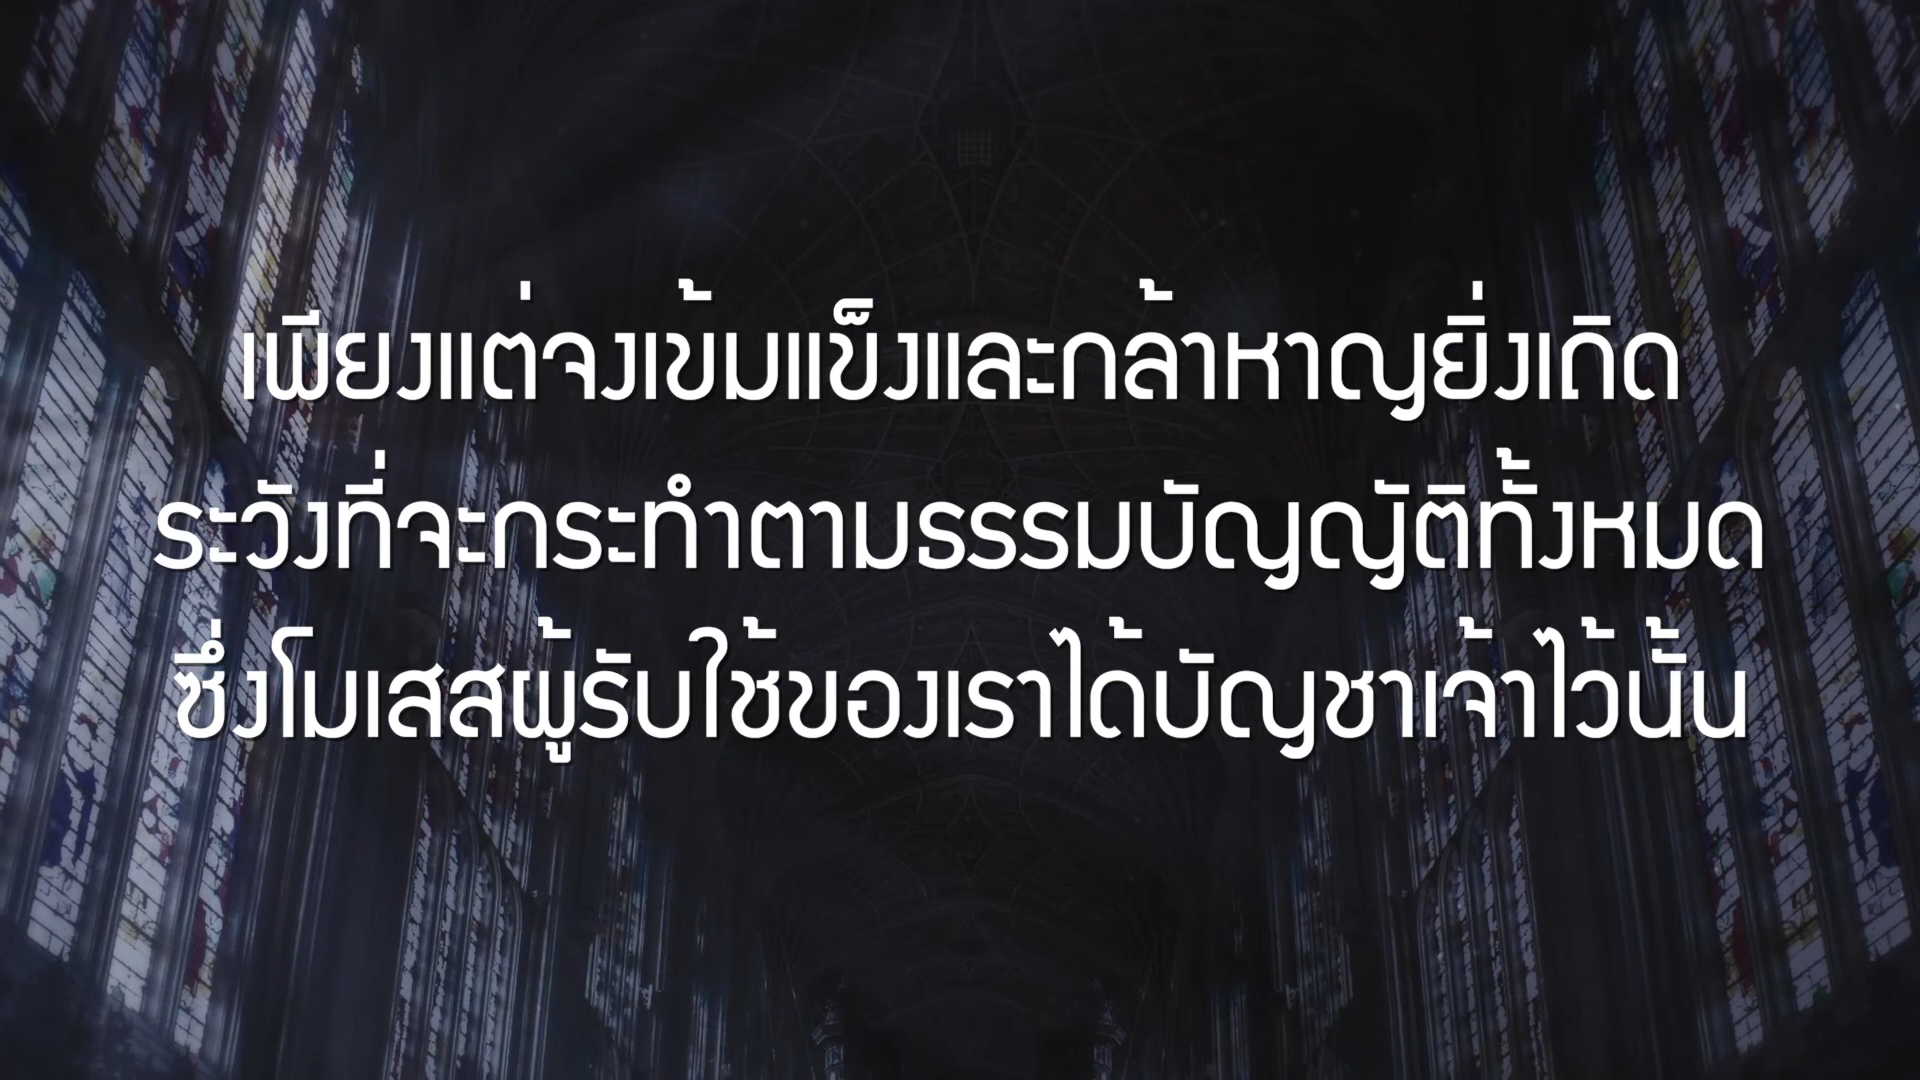 เพียงแต่จงเข้มแข็งและกล้าหาญยิ่งเถิด
ระวังที่จะกระทำตามธรรมบัญญัติทั้งหมด
ซึ่งโมเสสผู้รับใช้ของเราได้บัญชาเจ้าไว้นั้น